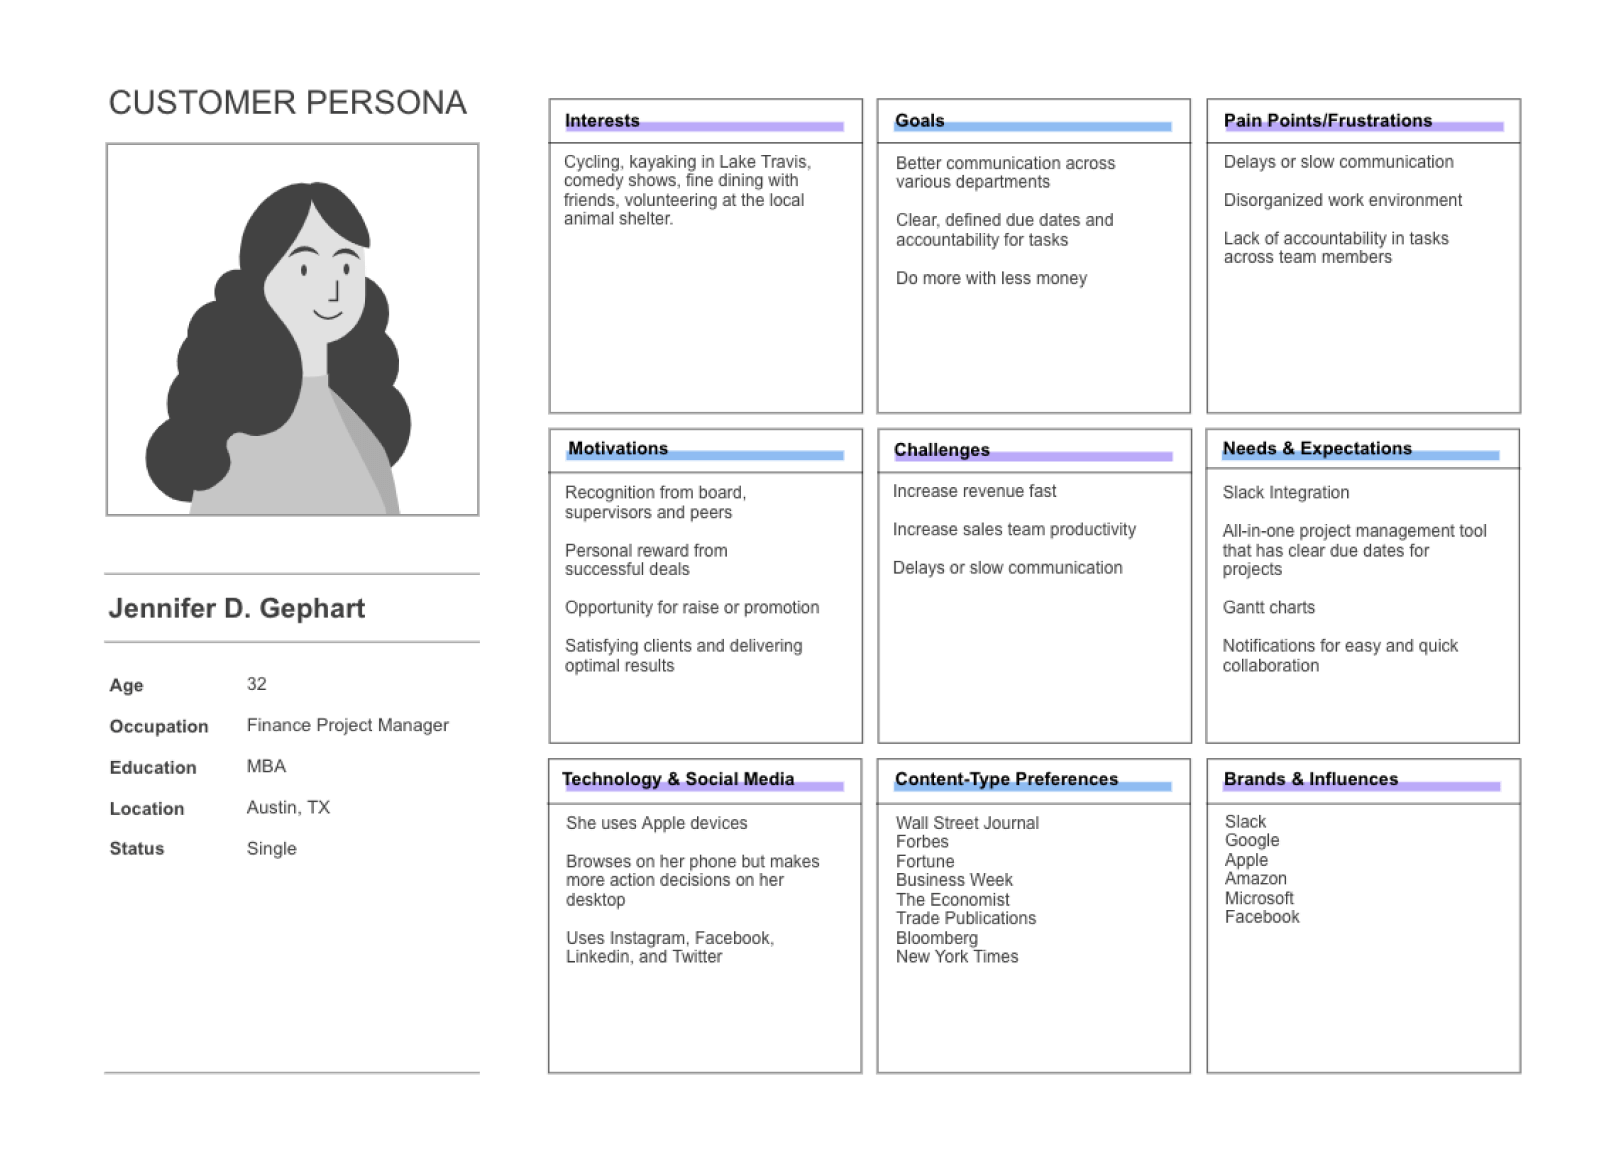 CUSTOMER PERSONA
Jennifer D. Gephart
Age 32
Occupation Finance Project Manager
Education MBA
Location Austin, TX
Status Single
Interests
Cycling, kayaking in Lake Travis,
comedy shows, fine dining with
friends, volunteering at the local
animal shelter.
Goals
Better communication across
various departments
Clear, defined due dates and
accountability for tasks
Do more with less money
Pain Points/Frustrations
Delays or slow communication
Disorganized work environment
Lack of accountability in tasks
across team members
Motivations
Recognition from board,
supervisors and peers
Personal reward from
successful deals
Opportunity for raise or promotion
Satisfying clients and delivering
optimal results
Challenges
Increase revenue fast
Increase sales team productivity
Delays or slow communication
Needs & Expectations
Slack Integration
All-in-one project management tool
that has clear due dates for
projects
Gantt charts
Notifications for easy and quick
collaboration
Technology & Social Media
She uses Apple devices
Browses on her phone but makes
more action decisions on her
desktop
Uses Instagram, Facebook,
Linkedin, and Twitter
Content-Type Preferences
Wall Street Journal
Forbes
Fortune
Business Week
The Economist
Trade Publications
Bloomberg
New York Times
Brands & Influences
Slack
Google
Apple
Amazon
Microsoft
Facebook